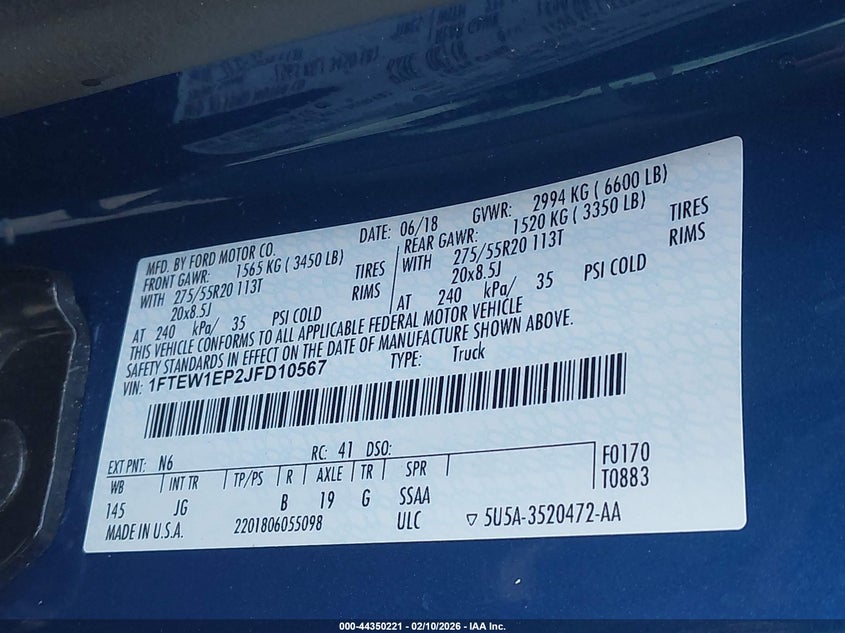 MFD. BY FORD MOTOR CO.
DATE: 06/18 GVWR: 2994 KG ( 6600 LB)
FRONT GAWR: 1565 KG ( 3450 LB)
REAR GAWR: 1520 KG ( 3350 LB)
WITH 275/55R20 113T TIRES
WITH 275/55R20 113T TIRES
20x8.5J RIMS
20x8.5J RIMS
AT 240 kPa/ 35 PSI COLD
AT 240 kPa/ 35 PSI COLD
THIS VEHICLE CONFORMS TO ALL APPLICABLE FEDERAL MOTOR VEHICLE
SAFETY STANDARDS IN EFFECT ON THE DATE OF MANUFACTURE SHOWN ABOVE.
VIN: 1FTEW1EP2JFD10567 TYPE: Truck
EXT PNT: N6 RC: 41 DSO: F0170
WB INT TR TP/PS R AXLE TR SPR T0883
145 JG B 19 G SSAA
MADE IN U.S.A. 2201806055098 ULC ▽ 5U5A-3520472-AA
000-44350221 - 02/10/2026 - IAA Inc.